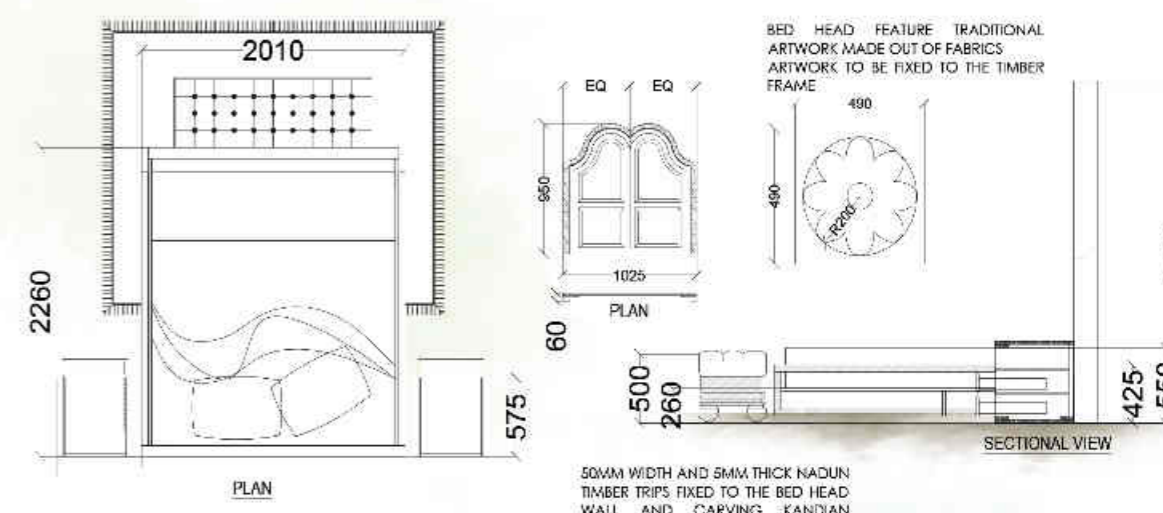 2010
2260
575
PLAN
EQ EQ
950
1025
PLAN
60
BED HEAD FEATURE TRADITIONAL
ARTWORK MADE OUT OF FABRICS
ARTWORK TO BE FIXED TO THE TIMBER
FRAME
490
490
R200
500
260
425
550
SECTIONAL VIEW
50MM WIDTH AND 5MM THICK NADUN
TIMBER TRIPS FIXED TO THE BED HEAD
WALL AND CARVING KANDIAN